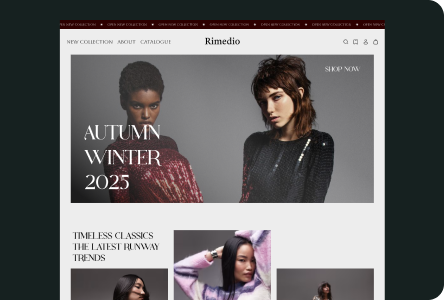 OPEN NEW COLLECTION ★ OPEN NEW COLLECTION ★ OPEN NEW COLLECTION ★ OPEN NEW COLLECTION ★ OPEN NEW COLLECTION ★ OPEN NEW COLLECTION ★ OPEN NEW
NEW COLLECTION ABOUT CATALOGUE Rimedio
SHOP NOW
AUTUMN
WINTER
2025
TIMELESS CLASSICS
THE LATEST RUNWAY
TRENDS